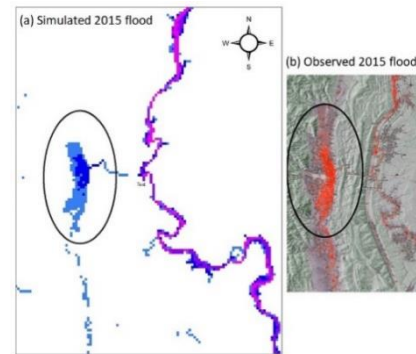 (a) Simulated 2015 flood
N
W E
S
(b) Observed 2015 flood